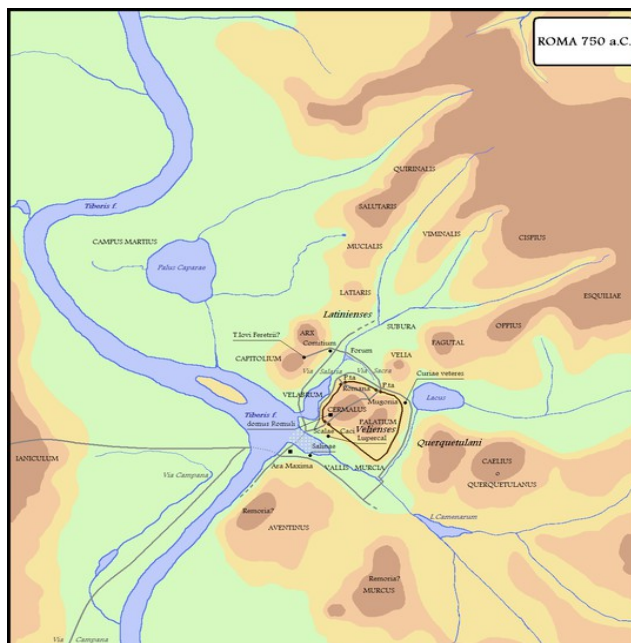 ROMA 750 a.C.
QUIRINALIS
SALUTARIS
Tiberis f.
VIMINALIS
CISPIUS
CAMPUS MARTIUS
MUCIALIS
Palus Caprae
ESQUILIAE
LATIARIS
Latinienses
OPPIUS
SUBURA
T.Iovi Feretrii?
ARX
FAGUTAL
Comitium
Forum
CAPITOLIUM
VELIA
Via Salaria
Via Sacra
Curiae veteres
P.ta
Romana
P.ta
Mugonia
VELABRUM
Lacus
CERMALUS
Tiberis f.
domus Romuli
PALATIUM
Scalae Caci
Velienses
Lupercal
Querquetulani
Salinae
IANICULUM
CAELIUS
Ara Maxima
VALLIS MURCIA
Via Campana
QUERQUETULANUS
Remoria?
AVENTINUS
l. Camenarum
Remoria?
MURCUS
Via Campana